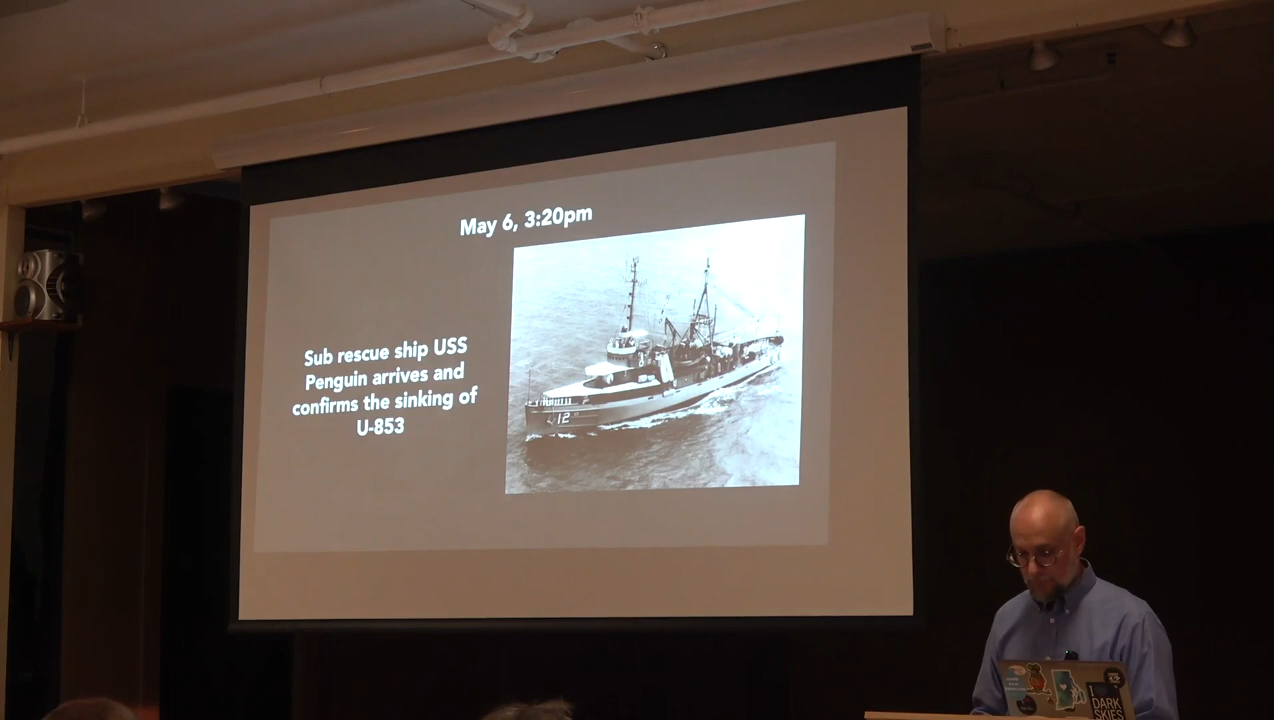 May 6, 3:20pm
Sub rescue ship USS
Penguin arrives and
confirms the sinking of
U-853
12
I
DARK
SKIES